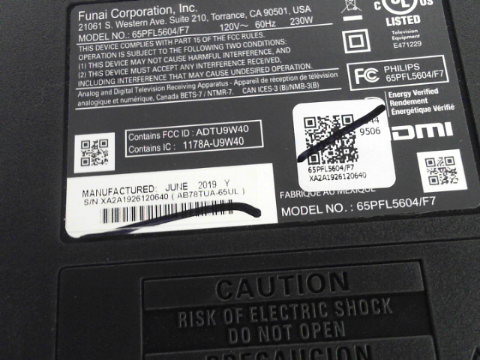 Funai Corporation, Inc.
21061 S. Western Ave. Suite 210, Torrance, CA 90501, USA
MODEL NO. : 65PFL5604/F7 120V~ 60Hz 230W
THIS DEVICE COMPLIES WITH PART 15 OF THE FCC RULES.
OPERATION IS SUBJECT TO THE FOLLOWING TWO CONDITIONS:
(1) THIS DEVICE MAY NOT CAUSE HARMFUL INTERFERENCE, AND
(2) THIS DEVICE MUST ACCEPT ANY INTERFERENCE RECEIVED,
INCLUDING INTERFERENCE THAT MAY CAUSE UNDESIRED OPERATION.
Analog and Digital Television Receiving Apparatus - Appareil de réception de télévision
analogique et numérique, Canada BETS-7 / NTMR-7. CAN ICES-3 (B)/NMB-3(B)
C UL US
LISTED
Television
E471229
FC
PHILIPS
65PFL5604/F7
Energy Verified
Rendement
Énergétique Vérifié
Contains FCC ID : ADTU9W40
Contains IC : 1178A-U9W40
9506
65PFL5604/F7
XA2A1926120640
MANUFACTURED: JUNE 2019 Y
S/N XA2A1926120640 ( AB78TUA-65UL )
FABRIQUÉ AU MEXIQUE
MODEL NO. : 65PFL5604/F7
CAUTION
RISK OF ELECTRIC SHOCK
DO NOT OPEN